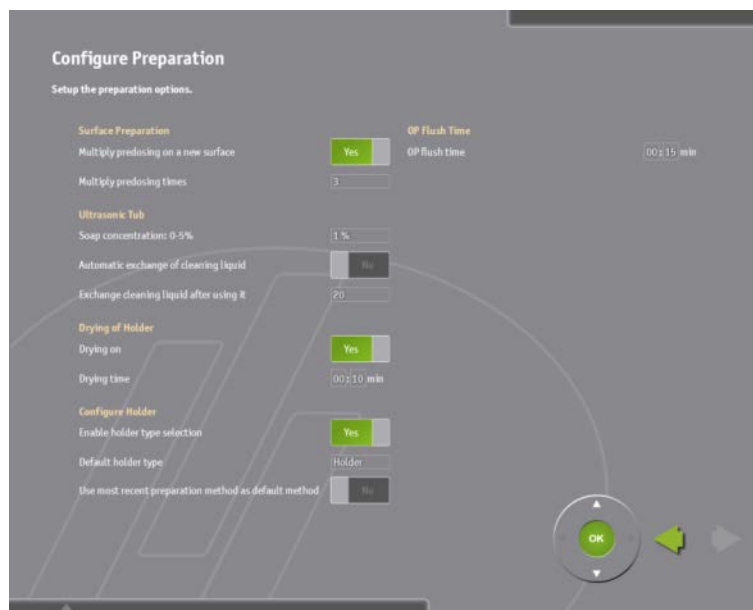 Configure Preparation
Setup the preparation options.
Surface Preparation
Multiply predosing on a new surface Yes
Multiply predosing times 3
Ultrasonic Tub
Soap concentration: 0-5% 1 %
Automatic exchange of cleaning liquid No
Exchange cleaning liquid after using it 20
Drying of Holder
Drying on Yes
Drying time 00:10 min
Configure Holder
Enable holder type selection Yes
Default holder type Holder
Use most recent preparation method as default method No
OP Flush Time
OP flush time 00:15 min
OK